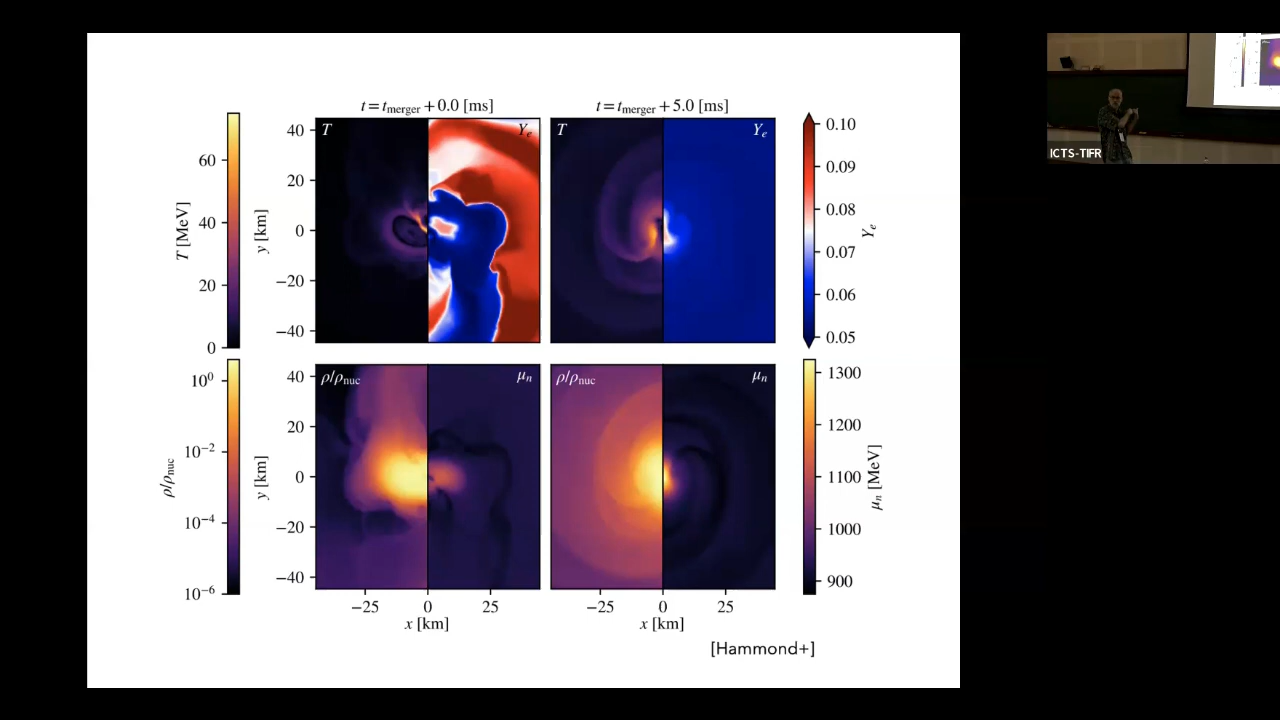 t = t_merger + 0.0 [ms]
t = t_merger + 5.0 [ms]
T
Y_e
T
Y_e
40
20
0
−20
−40
y [km]
60
40
20
0
T [MeV]
0.10
0.09
0.08
0.07
0.06
0.05
Y_e
ρ/ρ_nuc
μ_n
ρ/ρ_nuc
μ_n
40
20
0
−20
−40
y [km]
10^0
10^−2
10^−4
10^−6
ρ/ρ_nuc
1300
1200
1100
1000
900
μ_n [MeV]
−25 0 25
−25 0 25
x [km]
x [km]
[Hammond+]
ICTS-TIFR